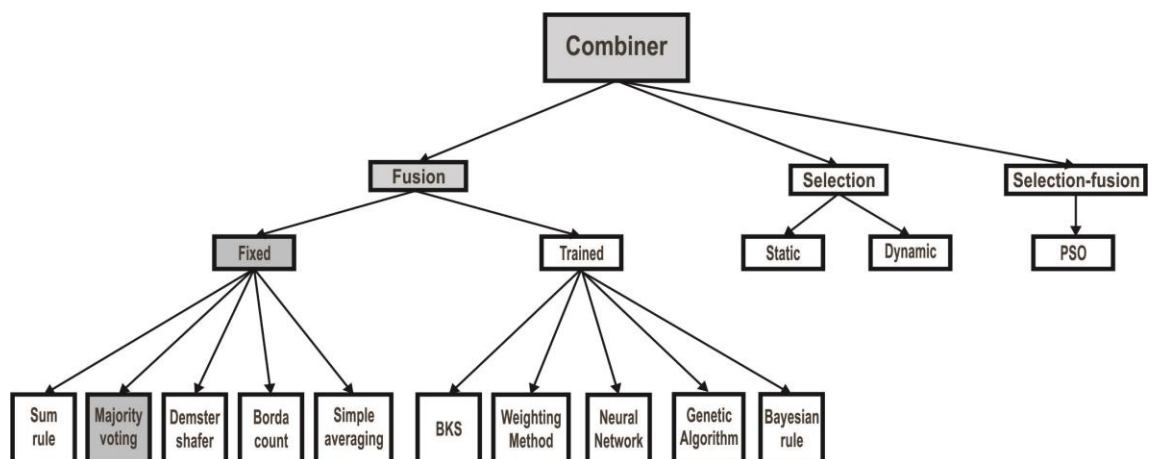 Combiner
Fusion
Selection
Selection-fusion
Fixed
Trained
Static
Dynamic
PSO
Sum
rule
Majority
voting
Demster
shafer
Borda
count
Simple
averaging
BKS
Weighting
Method
Neural
Network
Genetic
Algorithm
Bayesian
rule